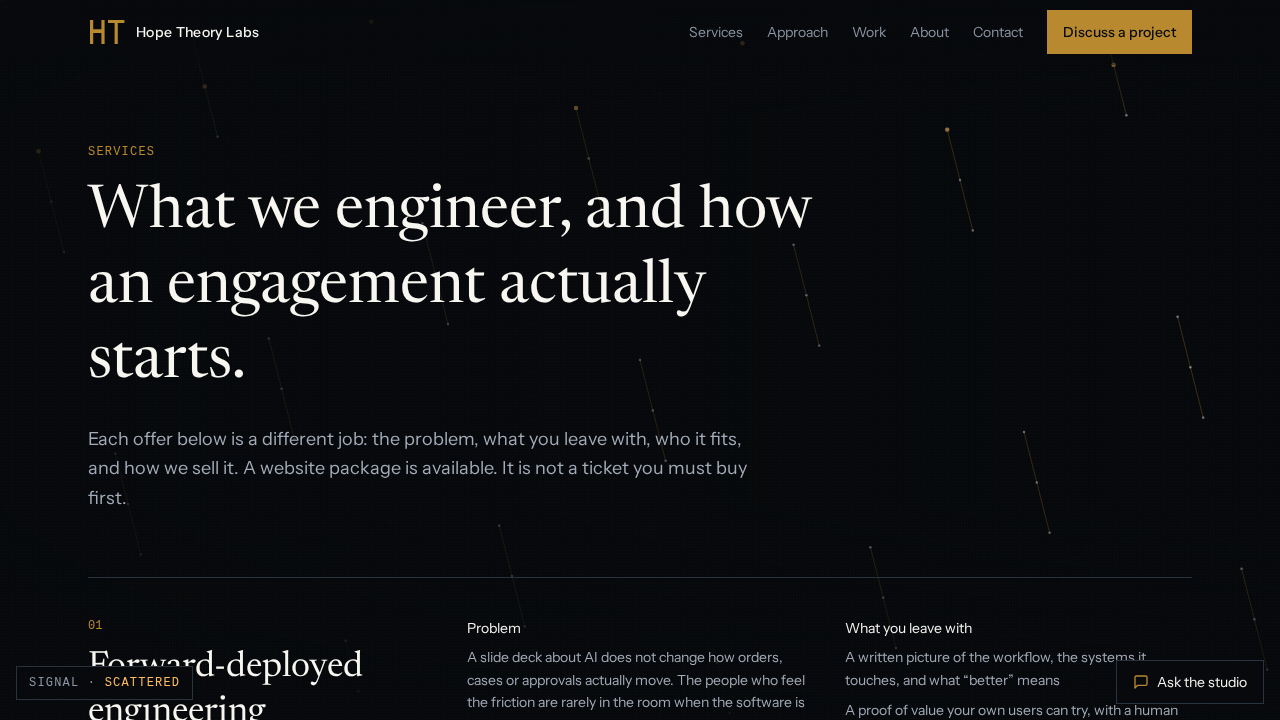 HT Hope Theory Labs
Services Approach Work About Contact Discuss a project
SERVICES
What we engineer, and how
an engagement actually
starts.
Each offer below is a different job: the problem, what you leave with, who it fits,
and how we sell it. A website package is available. It is not a ticket you must buy
first.
01
Forward-deployed
engineering
Problem
A slide deck about AI does not change how orders,
cases or approvals actually move. The people who feel
the friction are rarely in the room when the software is
What you leave with
A written picture of the workflow, the systems it
touches, and what “better” means
A proof of value your own users can try, with a human
SIGNAL · SCATTERED
Ask the studio